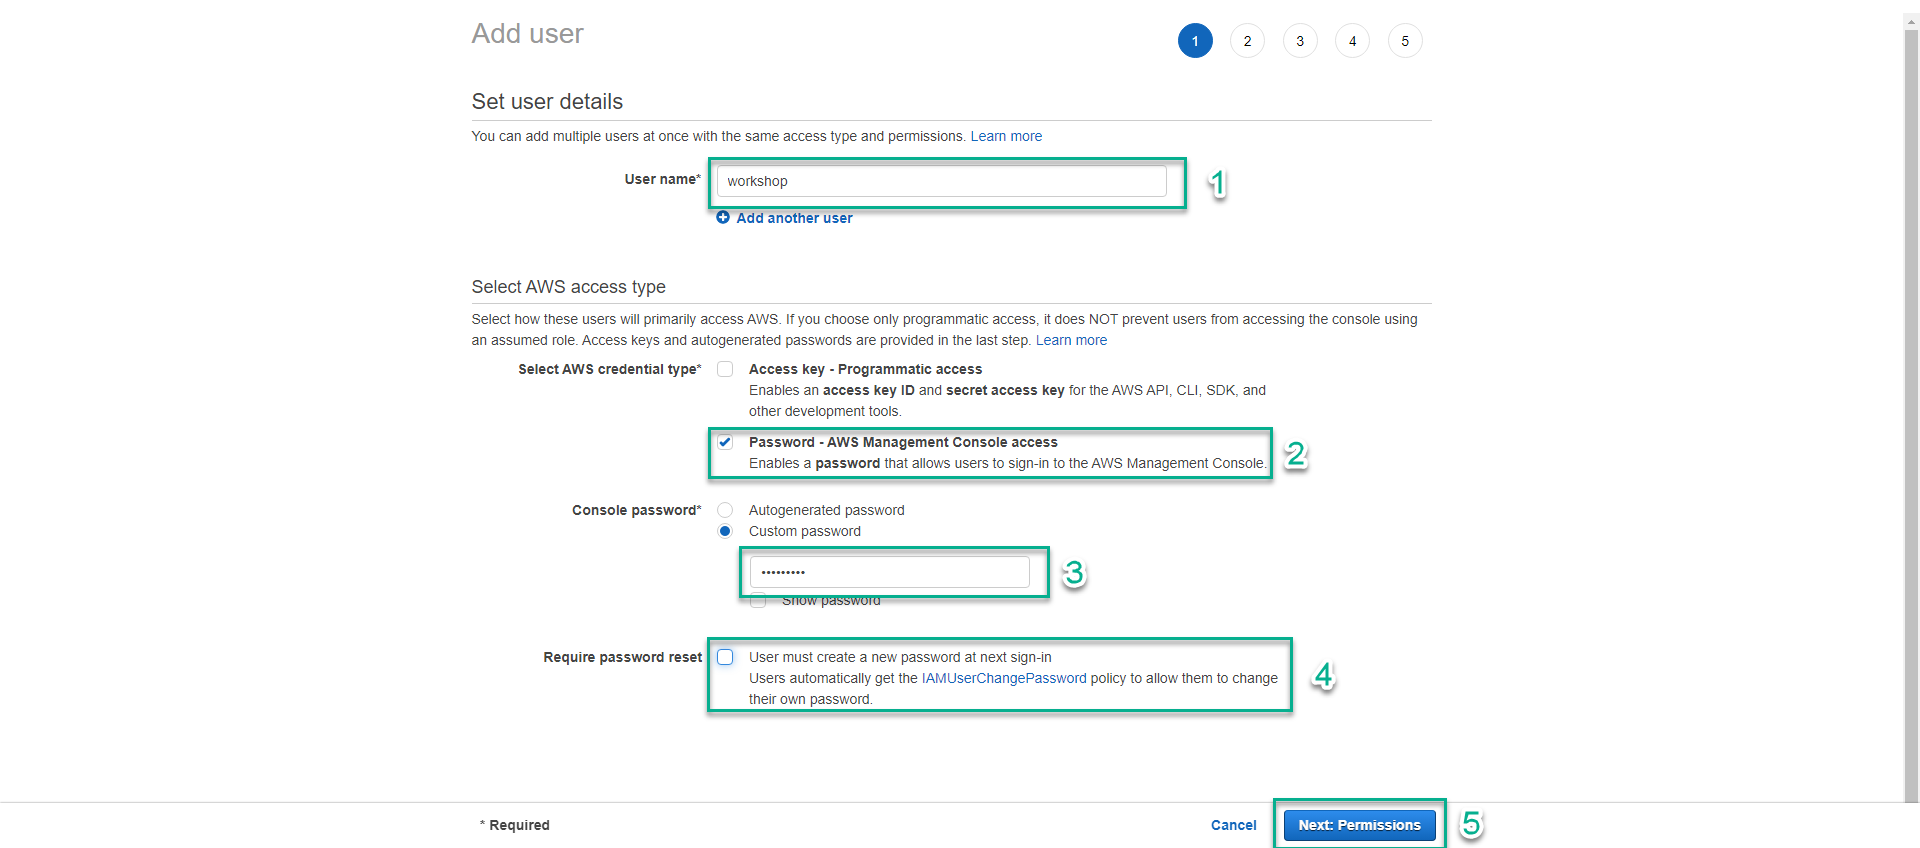 Add user
1 2 3 4 5
Set user details
You can add multiple users at once with the same access type and permissions. Learn more
User name* workshop 1
Add another user
Select AWS access type
Select how these users will primarily access AWS. If you choose only programmatic access, it does NOT prevent users from accessing the console using
an assumed role. Access keys and autogenerated passwords are provided in the last step. Learn more
Select AWS credential type* Access key - Programmatic access
Enables an access key ID and secret access key for the AWS API, CLI, SDK, and
other development tools.
Password - AWS Management Console access
Enables a password that allows users to sign-in to the AWS Management Console. 2
Console password* Autogenerated password
Custom password
••••••••• 3
Show password
Require password reset User must create a new password at next sign-in
Users automatically get the IAMUserChangePassword policy to allow them to change 4
their own password.
* Required Cancel Next: Permissions 5